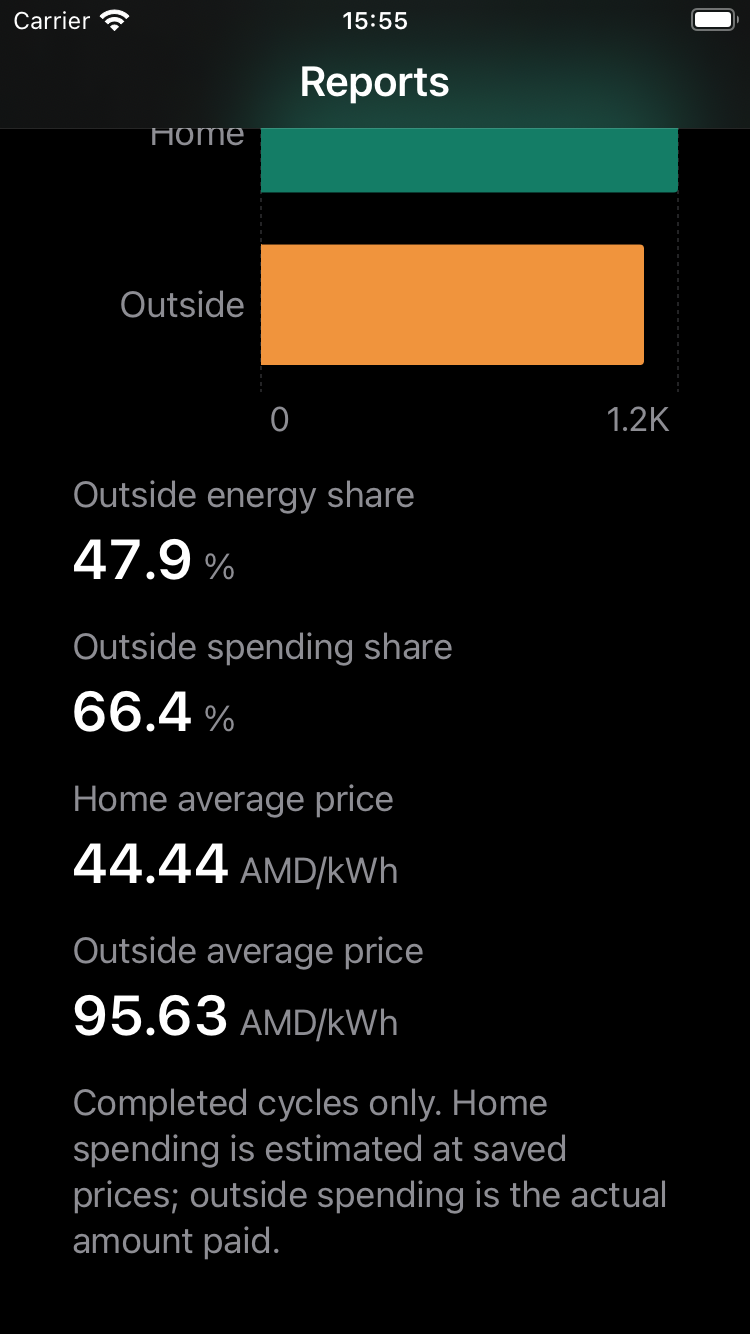 Carrier 15:55
Reports
Home
Outside
0 1.2K
Outside energy share
47.9 %
Outside spending share
66.4 %
Home average price
44.44 AMD/kWh
Outside average price
95.63 AMD/kWh
Completed cycles only. Home
spending is estimated at saved
prices; outside spending is the actual
amount paid.